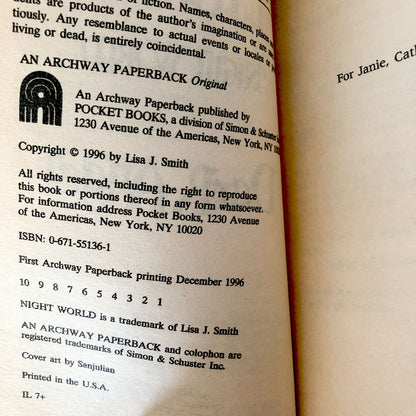 of fiction. Names, characters, places
dents are products of the author's imagination or are used
tiously. Any resemblance to actual events or locales or
living or dead, is entirely coincidental.
AN ARCHWAY PAPERBACK Original
An Archway Paperback published by
POCKET BOOKS, a division of Simon & Schuster
1230 Avenue of the Americas, New York, NY
Copyright © 1996 by Lisa J. Smith
All rights reserved, including the right to reproduce
this book or portions thereof in any form whatsoever.
For information address Pocket Books, 1230 Avenue
of the Americas, New York, NY 10020
ISBN: 0-671-55136-1
First Archway Paperback printing December 1996
10 9 8 7 6 5 4 3 2 1
NIGHT WORLD is a trademark of Lisa J. Smith
AN ARCHWAY PAPERBACK and colophon are
registered trademarks of Simon & Schuster Inc.
Cover art by Sanjulian
Printed in the U.S.A.
IL 7+
For Janie, Cath